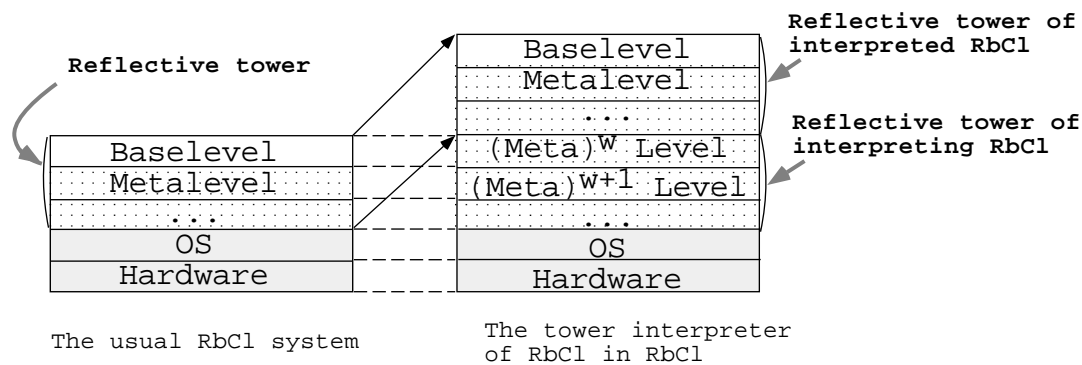 Reflective tower
Baselevel
Metalevel
...
OS
Hardware
The usual RbCl system
Reflective tower of
interpreted RbCl
Baselevel
Metalevel
...
Reflective tower of
interpreting RbCl
(Meta)^w Level
(Meta)^w+1 Level
...
OS
Hardware
The tower interpreter
of RbCl in RbCl